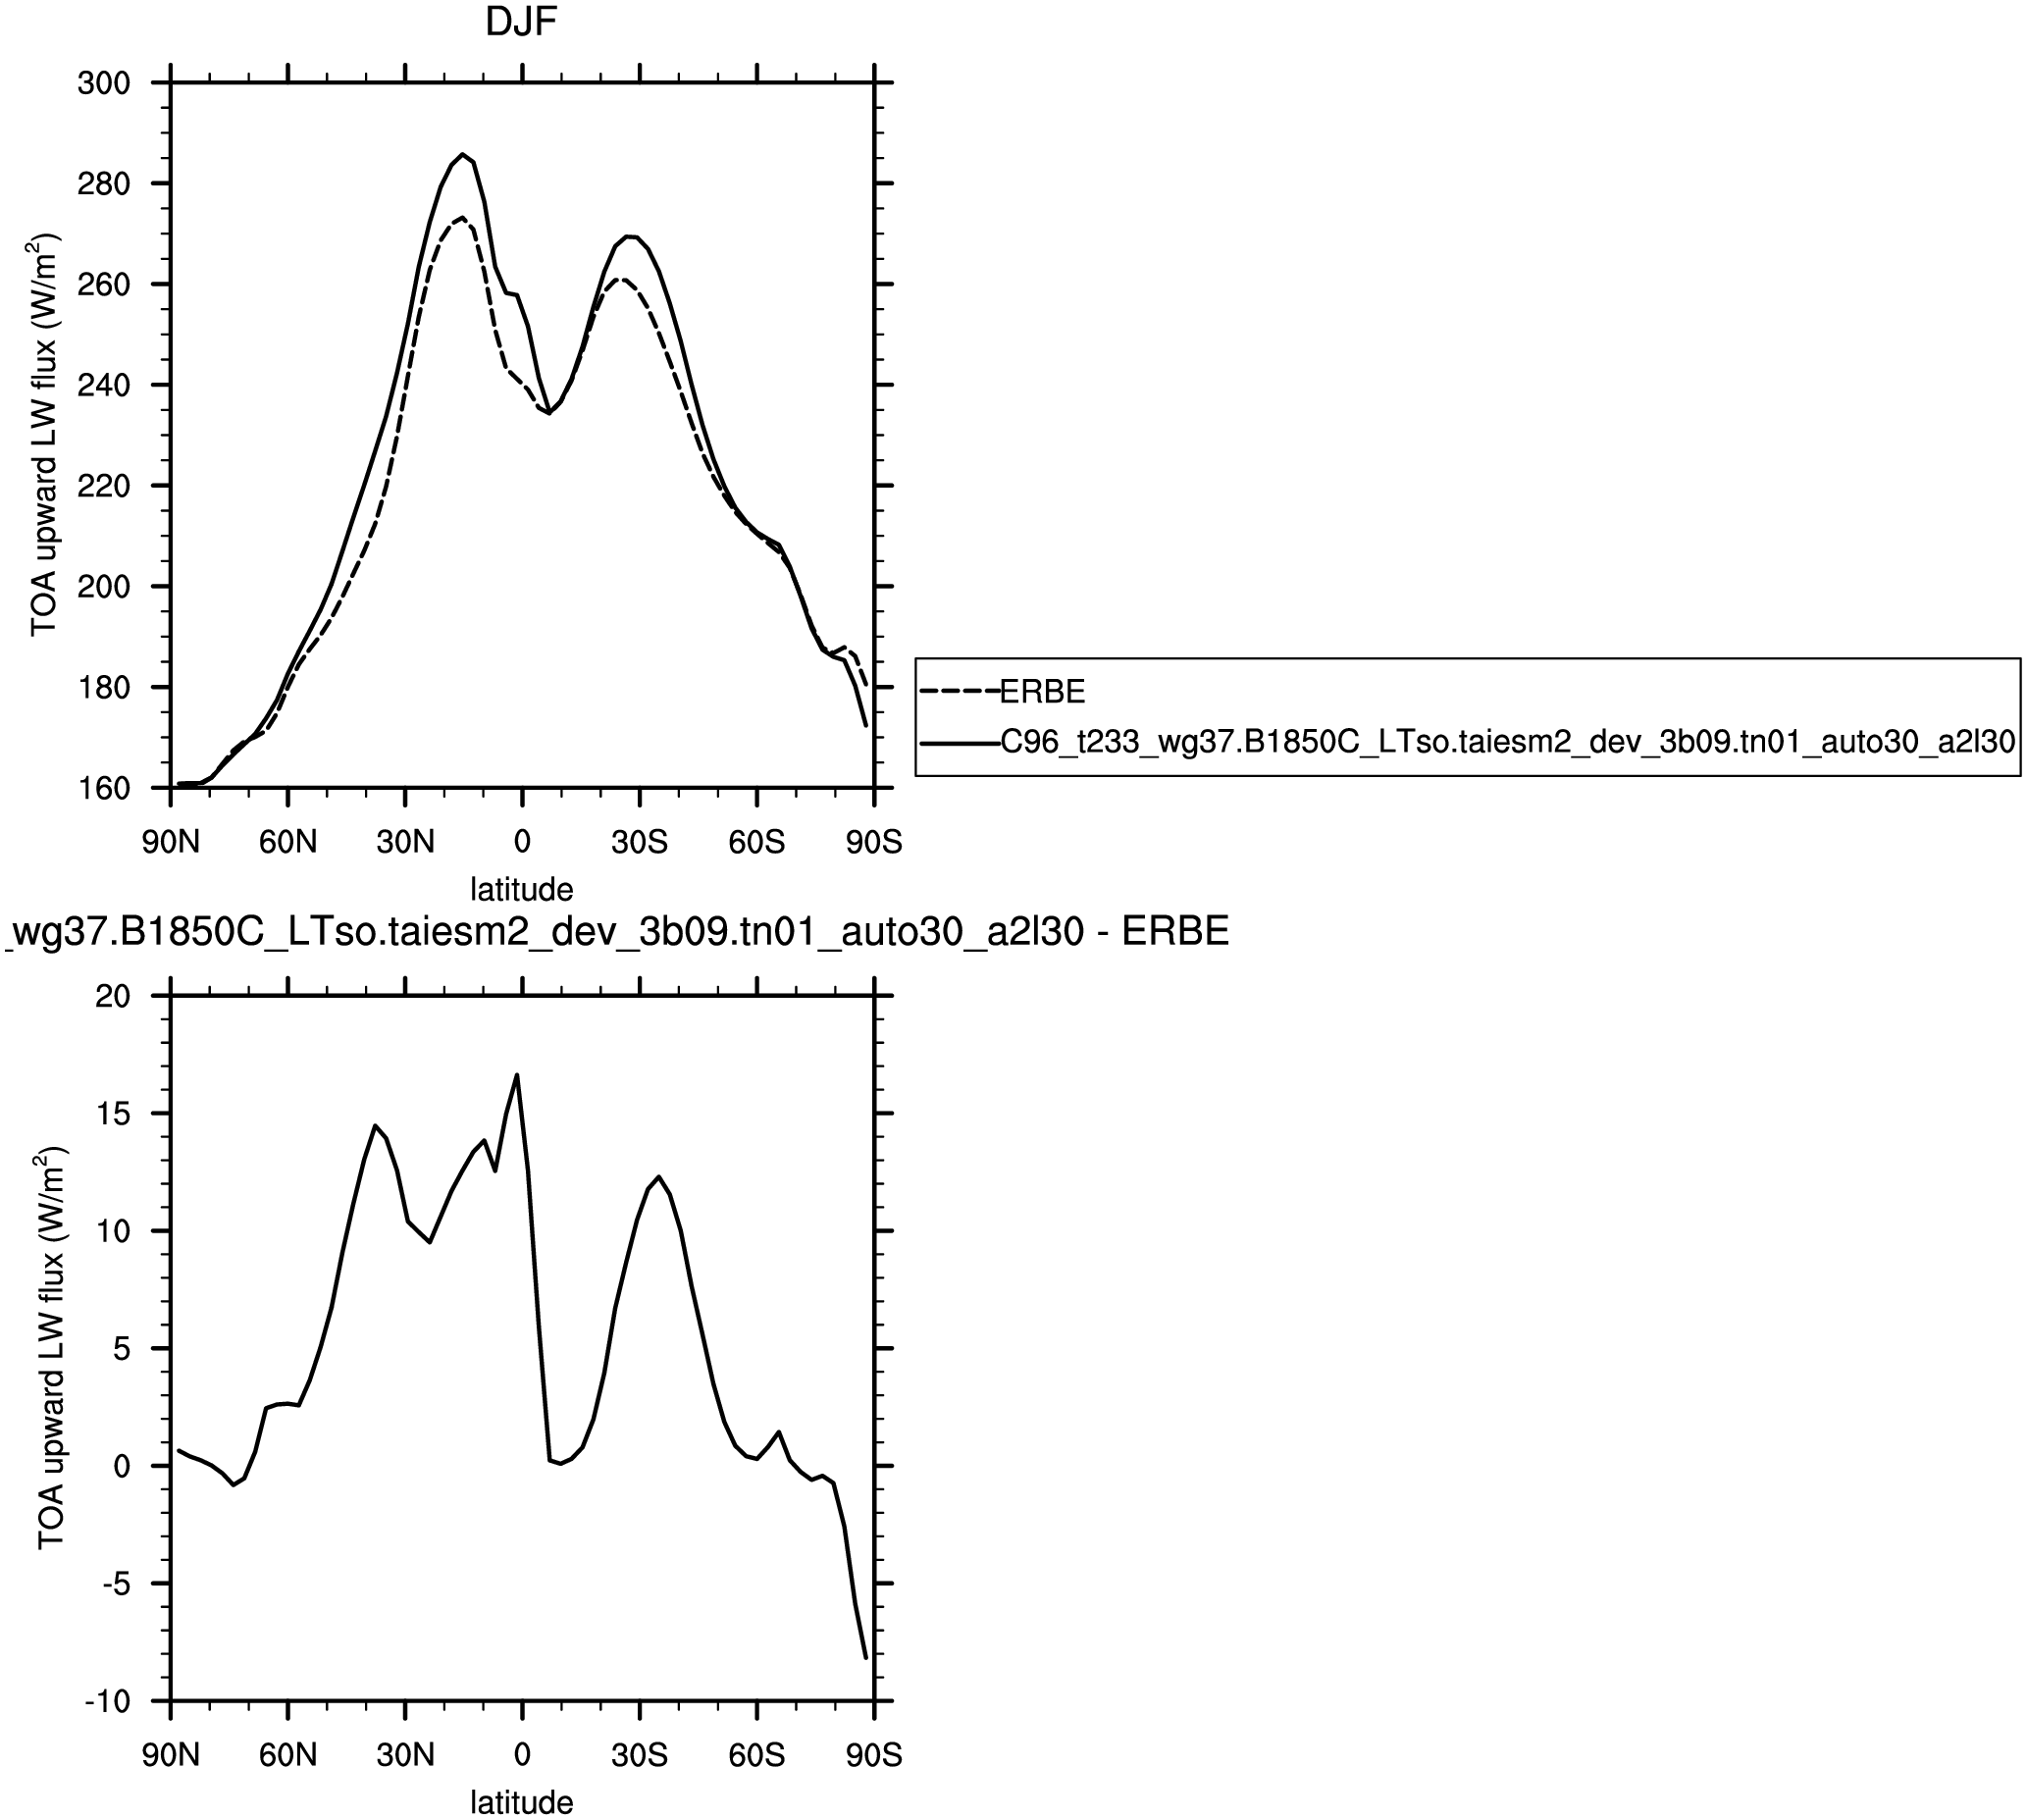 DJF
300
280
260
240
220
200
180
160
TOA upward LW flux (W/m²)
90N 60N 30N 0 30S 60S 90S
latitude
ERBE
C96_t233_wg37.B1850C_LTso.taiesm2_dev_3b09.tn01_auto30_a2l30
_wg37.B1850C_LTso.taiesm2_dev_3b09.tn01_auto30_a2l30 - ERBE
20
15
10
5
0
-5
-10
TOA upward LW flux (W/m²)
90N 60N 30N 0 30S 60S 90S
latitude